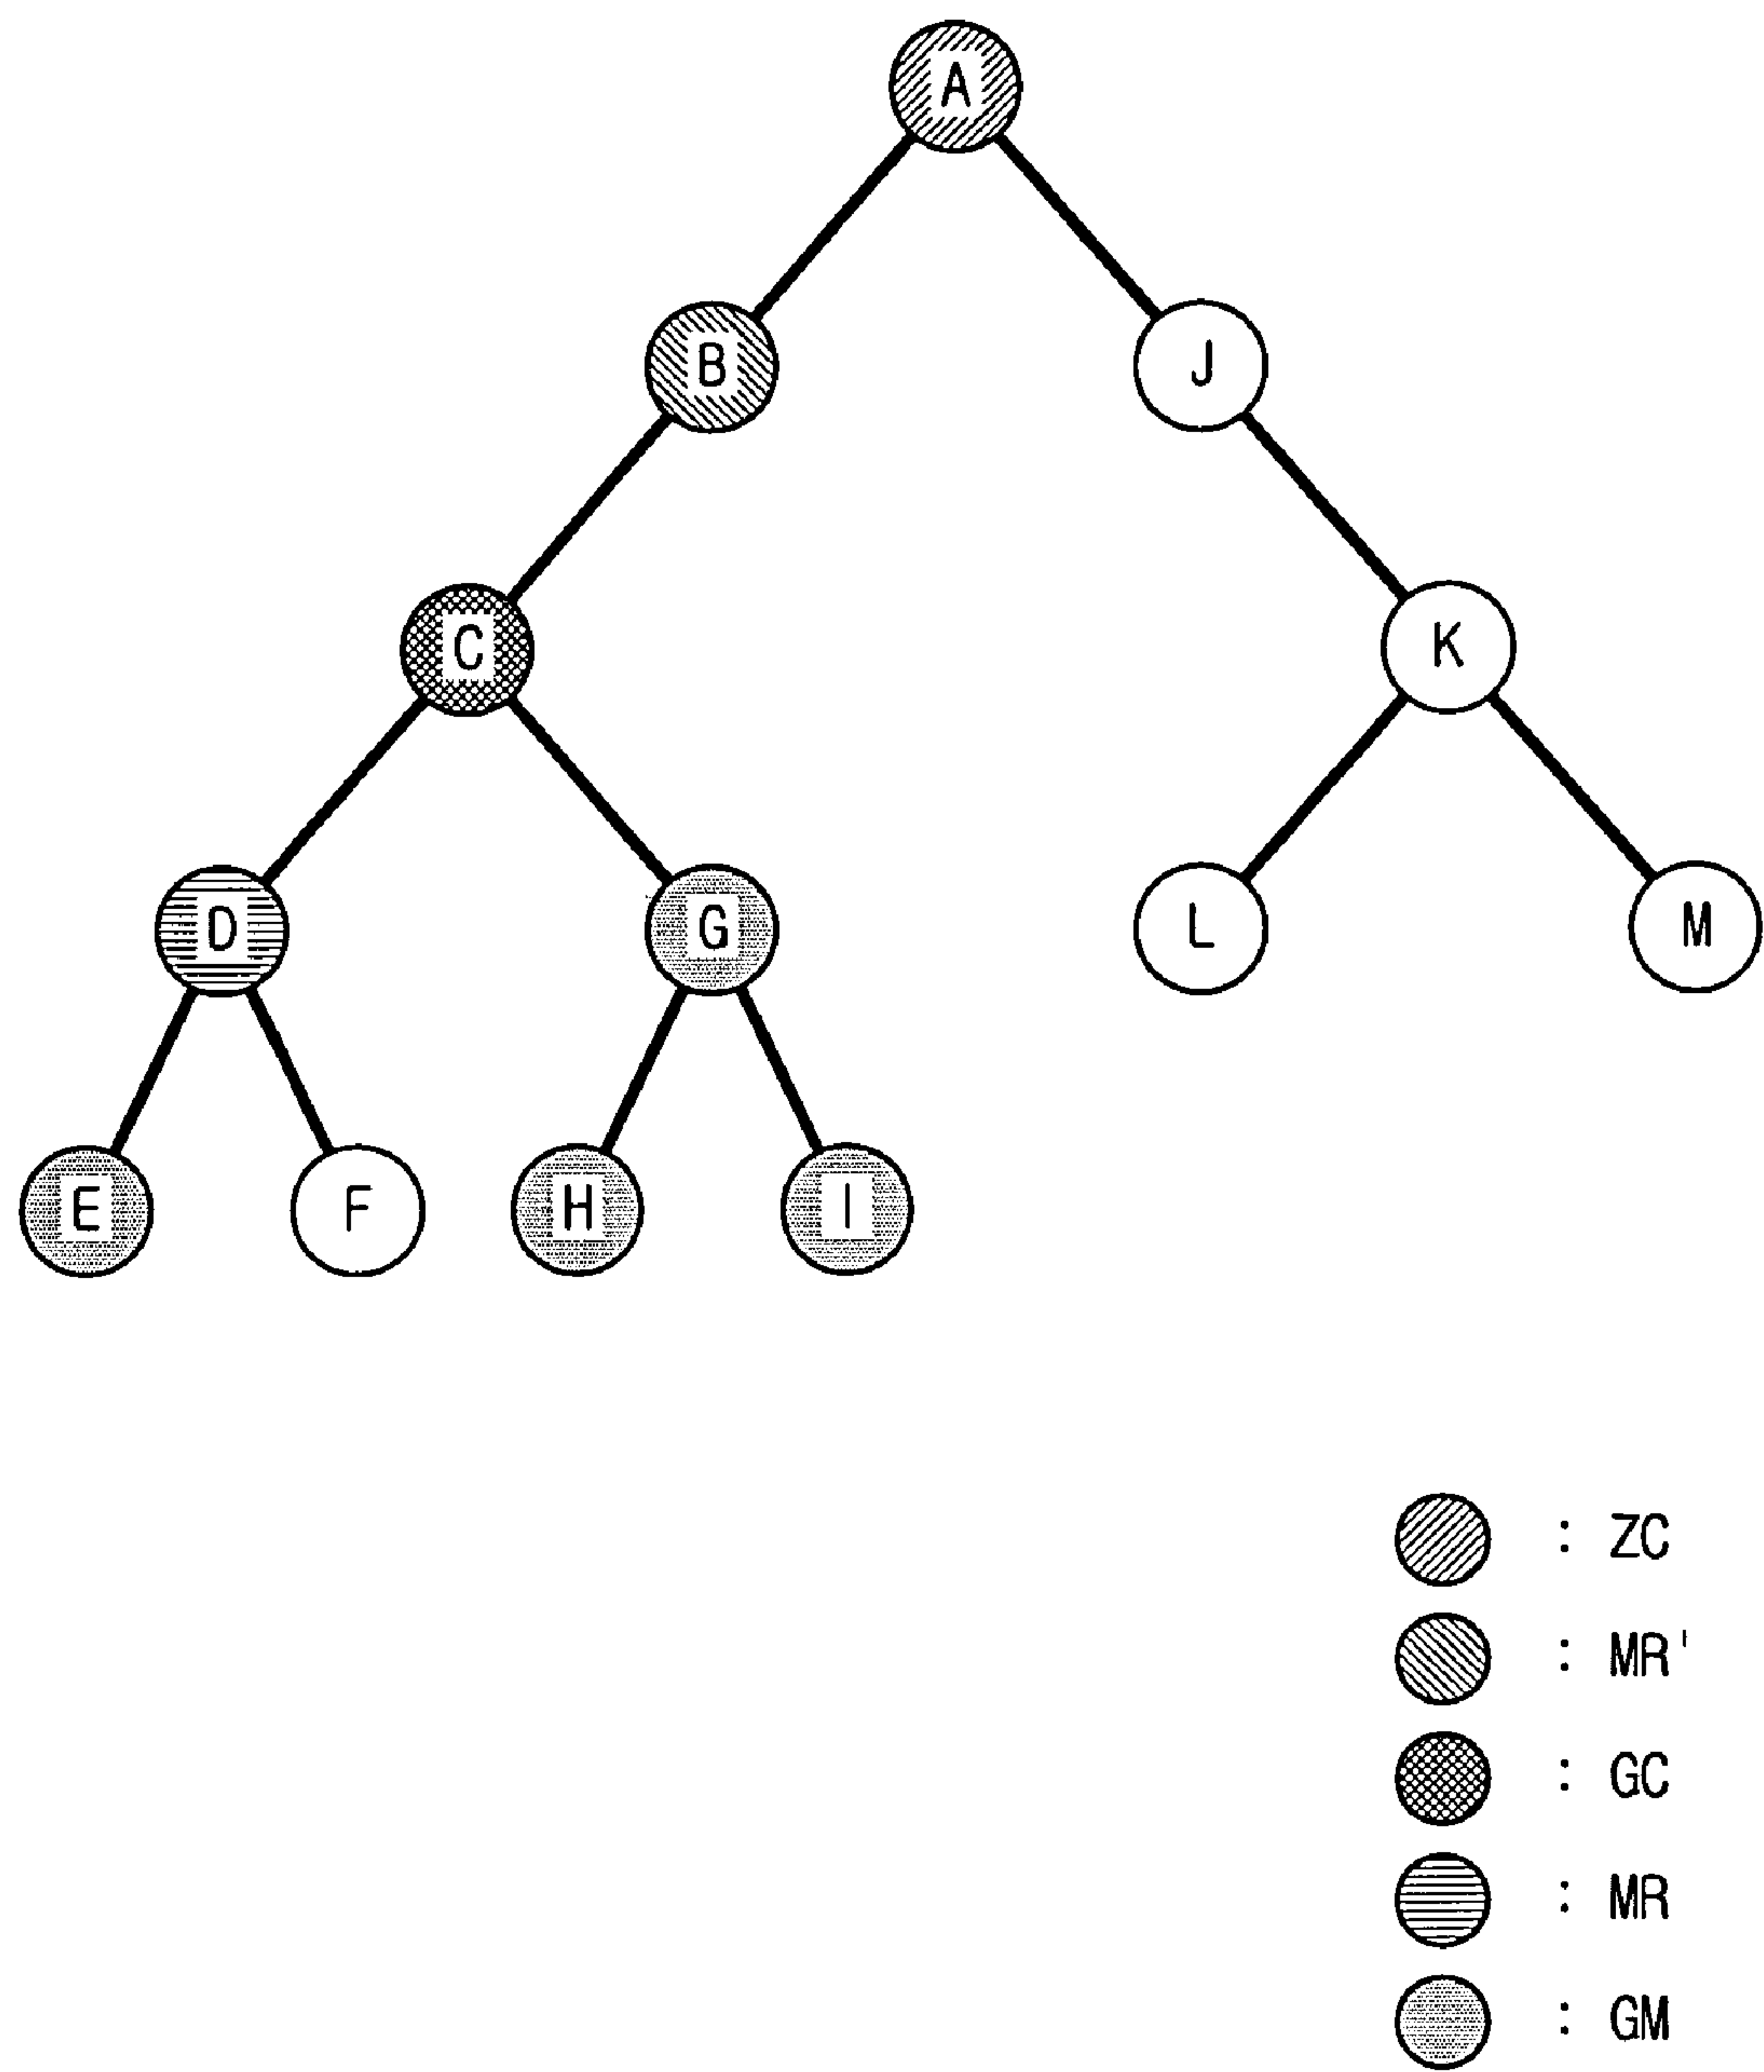 A
B J
C K
D G L M
E F H I
: ZC
: MR'
: GC
: MR
: GM